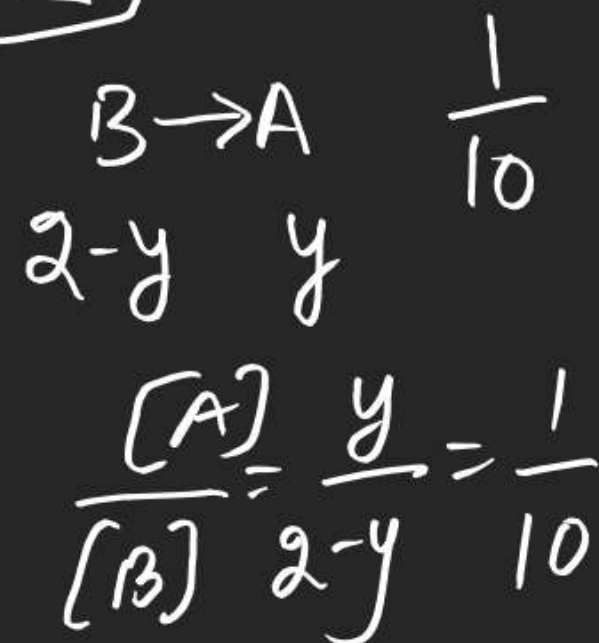 B→A 1/10
2-y y
[A]/[B] = y/2-y = 1/10